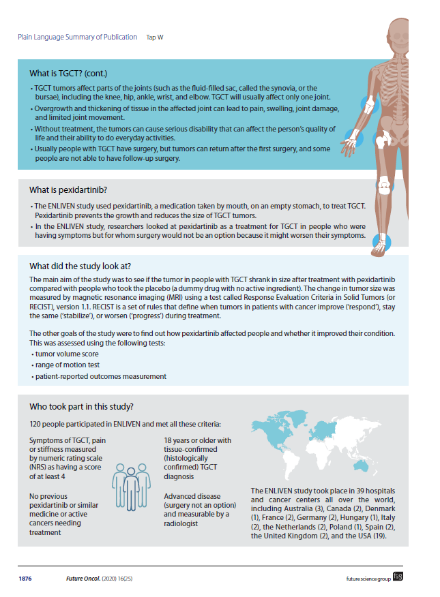 Plain Language Summary of Publication Tap W
What is TGCT? (cont.)
• TGCT tumors affect parts of the joints (such as the fluid-filled sac, called the synovia, or the
bursae), including the knee, hip, ankle, wrist, and elbow. TGCT will usually affect only one joint.
• Overgrowth and thickening of tissue in the affected joint can lead to pain, swelling, joint damage,
and limited joint movement.
• Without treatment, the tumors can cause serious disability that can affect the person's quality of
life and their ability to do everyday activities.
• Usually people with TGCT have surgery, but tumors can return after the first surgery, and some
people are not able to have follow-up surgery.
What is pexidartinib?
• The ENLIVEN study used pexidartinib, a medication taken by mouth, on an empty stomach, to treat TGCT.
Pexidartinib prevents the growth and reduces the size of TGCT tumors.
• In the ENLIVEN study, researchers looked at pexidartinib as a treatment for TGCT in people who were
having symptoms but for whom surgery would not be an option because it might worsen their symptoms.
What did the study look at?
The main aim of the study was to see if the tumor in people with TGCT shrank in size after treatment with pexidartinib
compared with people who took the placebo (a dummy drug with no active ingredient). The change in tumor size was
measured by magnetic resonance imaging (MRI) using a test called Response Evaluation Criteria in Solid Tumors (or
RECIST), version 1.1. RECIST is a set of rules that define when tumors in patients with cancer improve ('respond'), stay
the same ('stabilize'), or worsen ('progress') during treatment.
The other goals of the study were to find out how pexidartinib affected people and whether it improved their condition.
This was assessed using the following tests:
• tumor volume score
• range of motion test
• patient-reported outcomes measurement
Who took part in this study?
120 people participated in ENLIVEN and met all these criteria:
Symptoms of TGCT, pain
or stiffness measured
by numeric rating scale
(NRS) as having a score
of at least 4
No previous
pexidartinib or similar
medicine or active
cancers needing
treatment
18 years or older with
tissue-confirmed
(histologically
confirmed) TGCT
diagnosis
Advanced disease
(surgery not an option)
and measurable by a
radiologist
The ENLIVEN study took place in 39 hospitals
and cancer centers all over the world,
including Australia (3), Canada (2), Denmark
(1), France (2), Germany (2), Hungary (1), Italy
(2), the Netherlands (2), Poland (1), Spain (2),
the United Kingdom (2), and the USA (19).
1876 Future Oncol. (2020) 16(25) future science group fsg